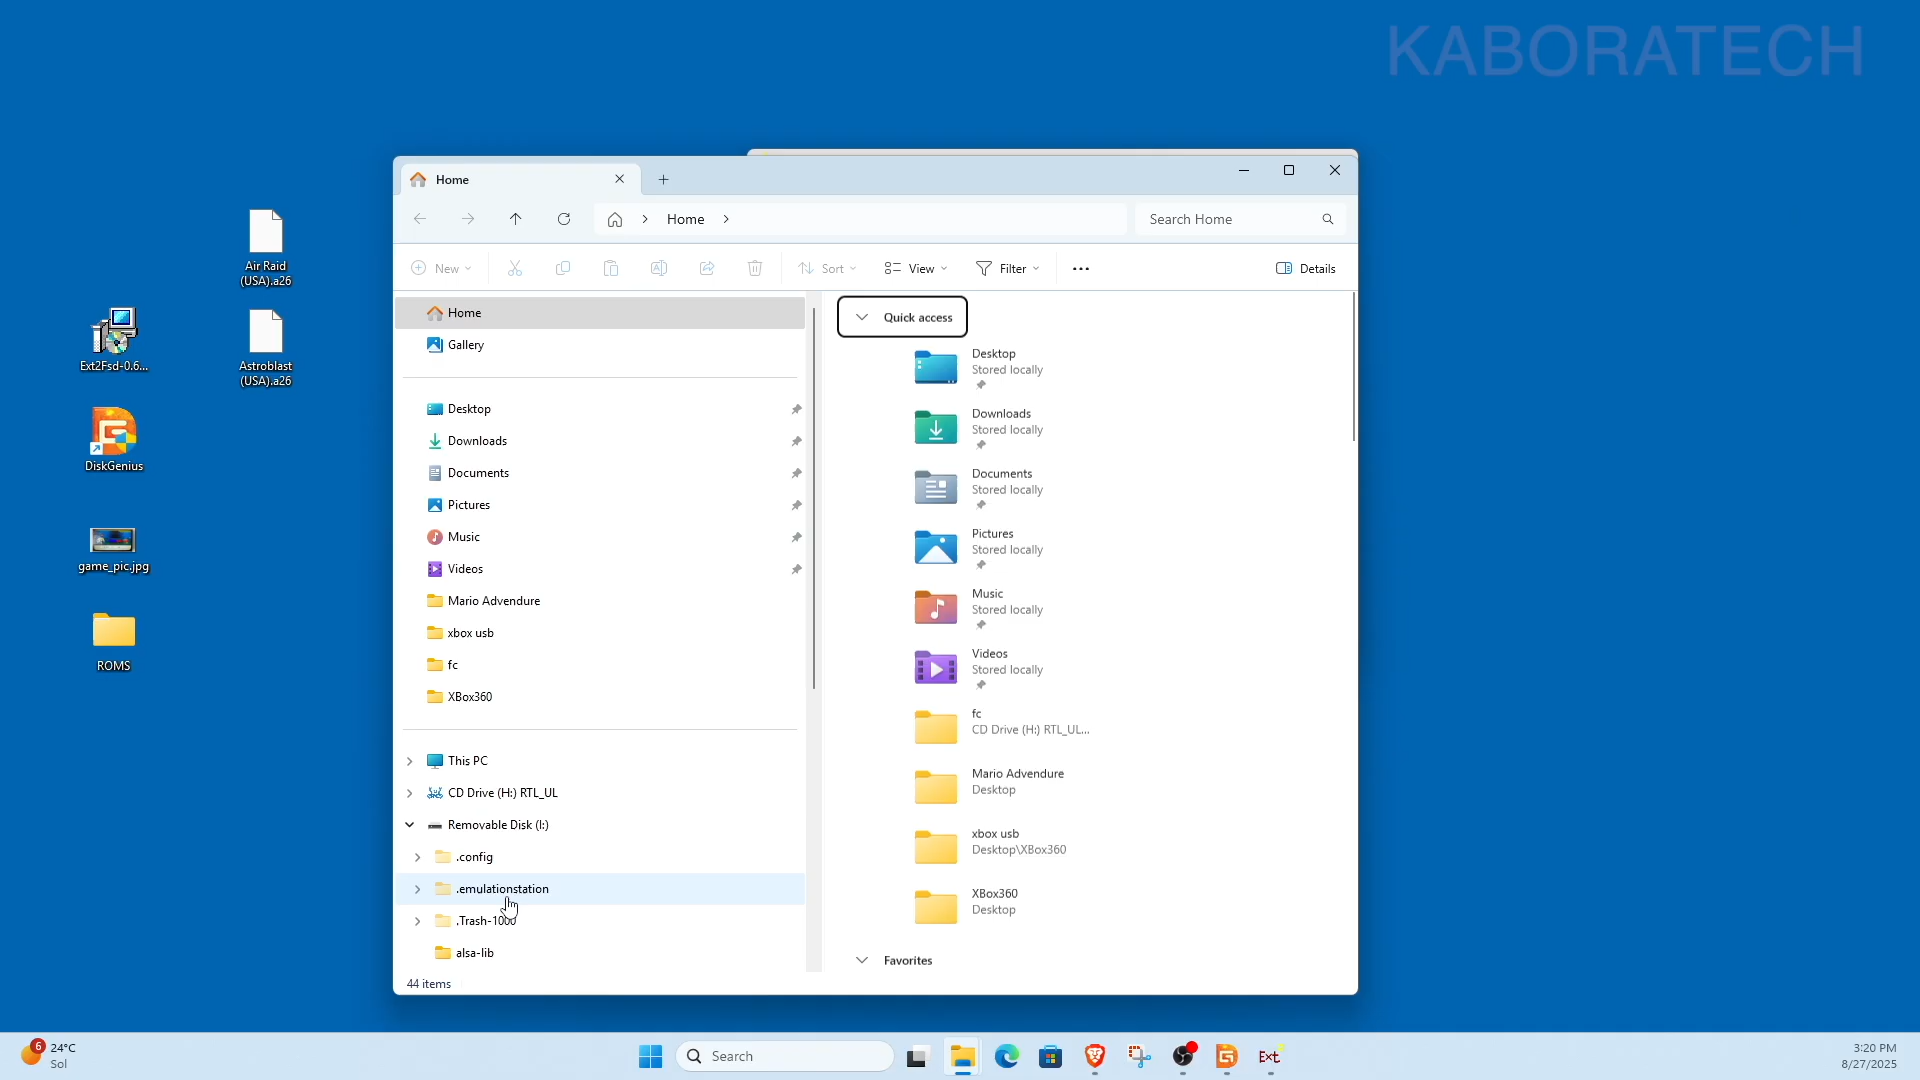 KABORATECH
Air Raid
(USA).a26
Ext2Fsd-0.6...
Astroblast
(USA).a26
DiskGenius
game_pic.jpg
ROMS
Home
Home
Search Home
New
Sort
View
Filter
Details
Home
Gallery
Desktop
Downloads
Documents
Pictures
Music
Videos
Mario Advendure
xbox usb
fc
XBox360
This PC
CD Drive (H:) RTL_UL
Removable Disk (I:)
.config
.emulationstation
.Trash-1000
alsa-lib
44 items
Quick access
Desktop
Stored locally
Downloads
Stored locally
Documents
Stored locally
Pictures
Stored locally
Music
Stored locally
Videos
Stored locally
fc
CD Drive (H:) RTL_UL...
Mario Advendure
Desktop
xbox usb
Desktop\XBox360
XBox360
Desktop
Favorites
6
24°C
Sol
Search
Ext
3:20 PM
8/27/2025